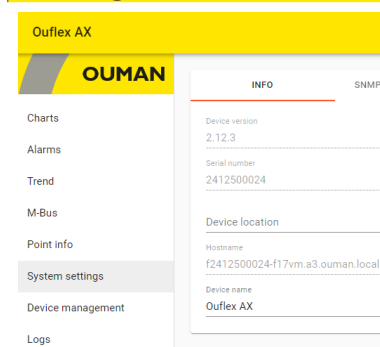 Ouflex AX
OUMAN
Charts
Alarms
Trend
M-Bus
Point info
System settings
Device management
Logs
INFO
SNMP
Device version
2.12.3
Serial number
2412500024
Device location
Hostname
f2412500024-f17vm.a3.ouman.local
Device name
Ouflex AX